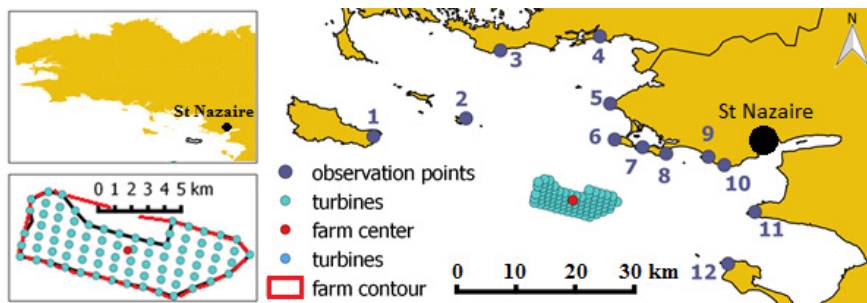 St Nazaire
0 1 2 3 4 5 km
1
2
3
4
5
6
7
8
9
10
11
12
N
St Nazaire
observation points
turbines
farm center
turbines
farm contour
0 10 20 30 km